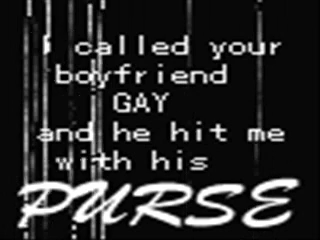 I called your
boyfriend
GAY
and he hit me
with his
PURSE